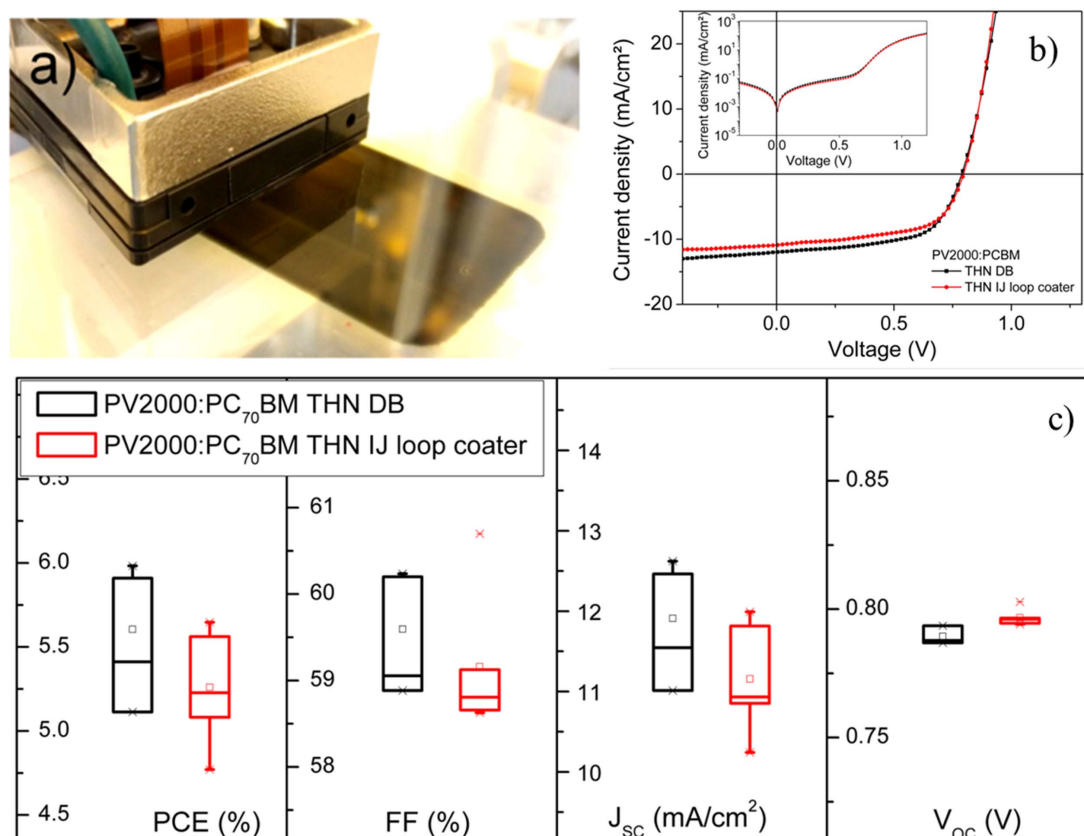 a)
b)
Current density (mA/cm²)
20
10
0
-10
-20
0.0
0.5
1.0
Voltage (V)
Current density (mA/cm²)
10³
10¹
10⁻¹
10⁻³
10⁻⁵
0.0
0.5
1.0
Voltage (V)
PV2000:PCBM
THN DB
THN IJ loop coater
PV2000:PC₇₀BM THN DB
PV2000:PC₇₀BM THN IJ loop coater
c)
6.5
6.0
5.5
5.0
4.5
PCE (%)
61
60
59
58
FF (%)
14
13
12
11
10
J_SC (mA/cm²)
0.85
0.80
0.75
V_OC (V)